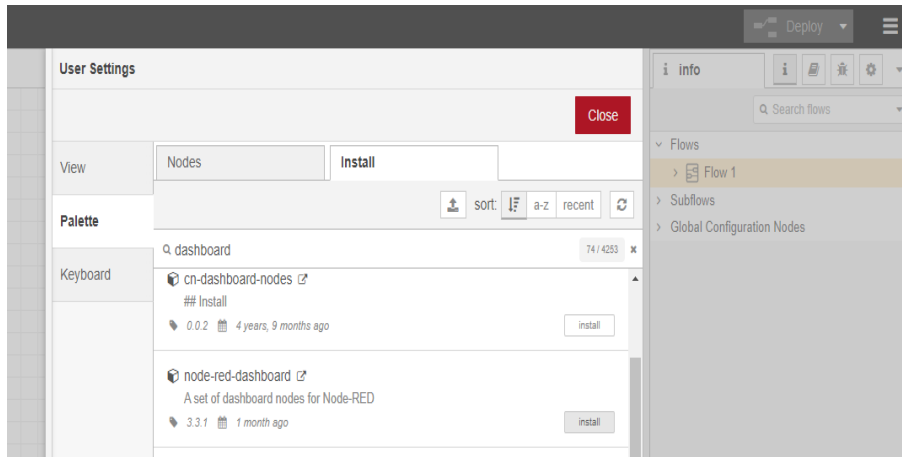 Deploy
User Settings
Close
View
Palette
Keyboard
Nodes
Install
sort: a-z recent
dashboard
74 / 4253
cn-dashboard-nodes
## Install
0.0.2 4 years, 9 months ago
install
node-red-dashboard
A set of dashboard nodes for Node-RED
3.3.1 1 month ago
install
i info
i
Search flows
Flows
Flow 1
Subflows
Global Configuration Nodes